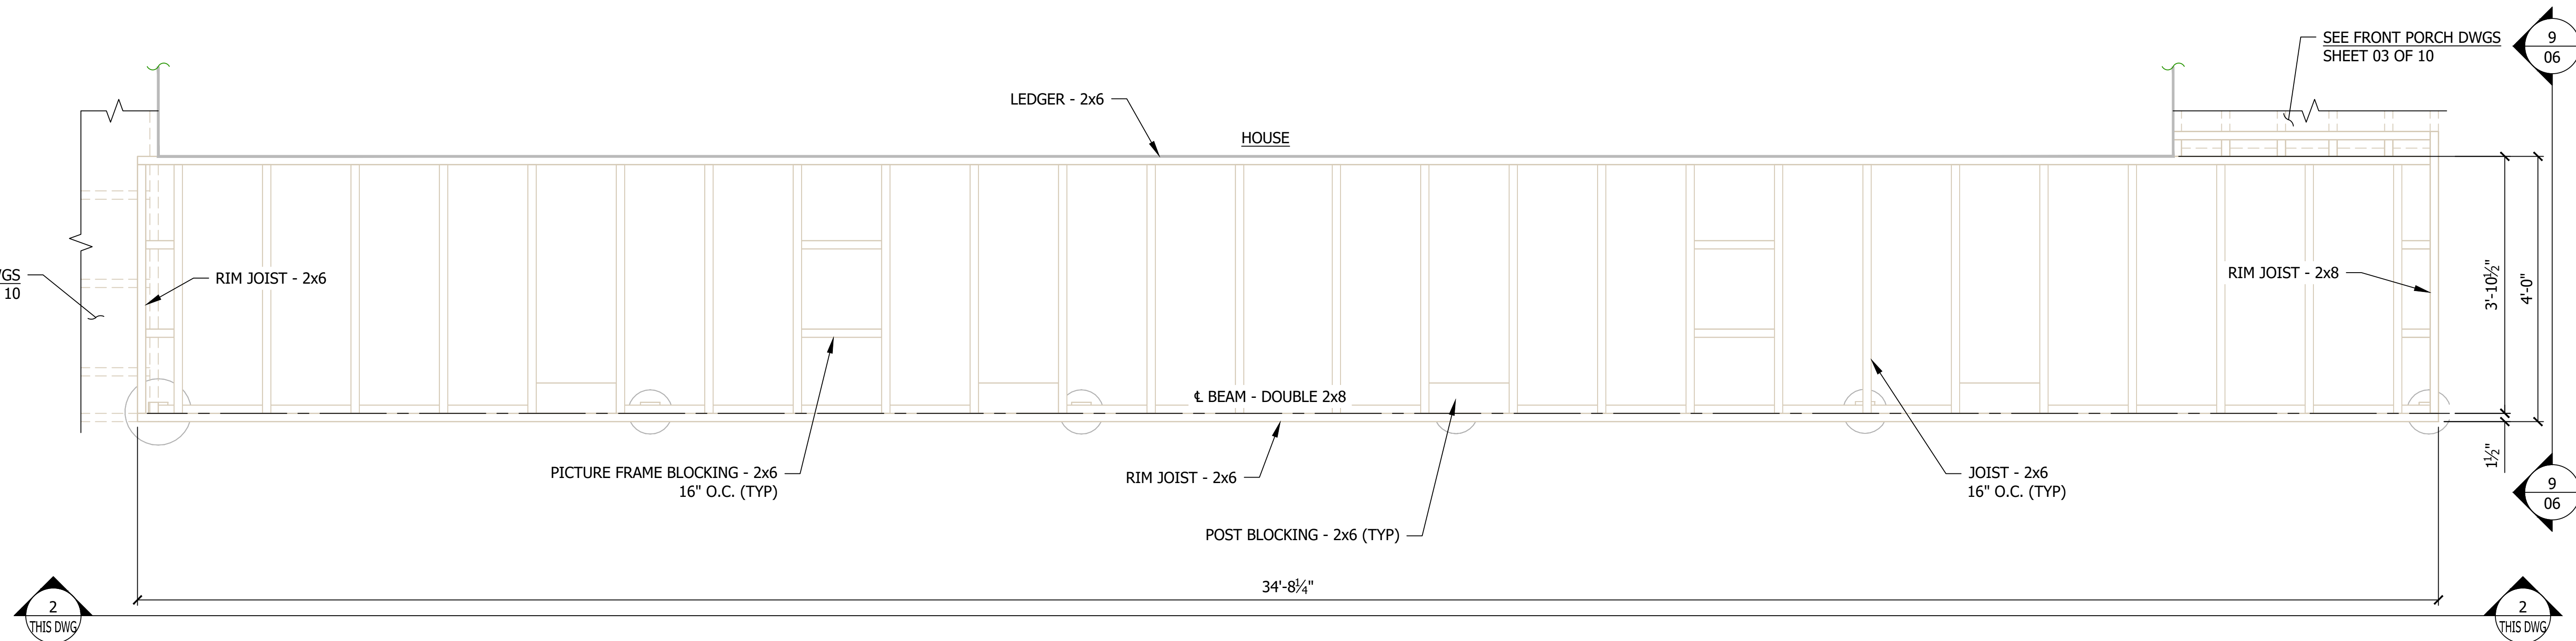 SEE FRONT PORCH DWGS
SHEET 03 OF 10
9
06
LEDGER - 2x6
HOUSE
GS
10
RIM JOIST - 2x6
RIM JOIST - 2x8
3'-10½"
4'-0"
℄ BEAM - DOUBLE 2x8
PICTURE FRAME BLOCKING - 2x6
16" O.C. (TYP)
RIM JOIST - 2x6
JOIST - 2x6
16" O.C. (TYP)
1½"
9
06
POST BLOCKING - 2x6 (TYP)
34'-8¼"
2
THIS DWG
2
THIS DWG